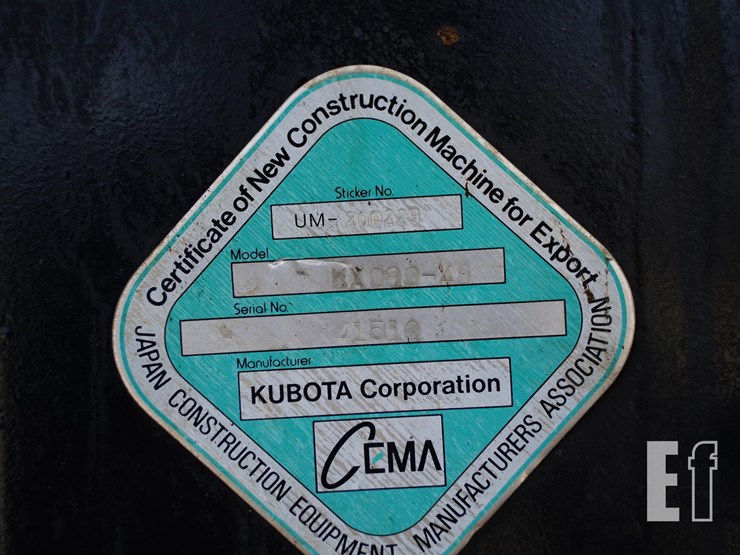 Certificate of New Construction Machine for Export
Sticker No.
UM-200229
Model
Serial No.
Manufacturer
KUBOTA Corporation
CEMA
JAPAN CONSTRUCTION EQUIPMENT MANUFACTURERS ASSOCIATION
Ef